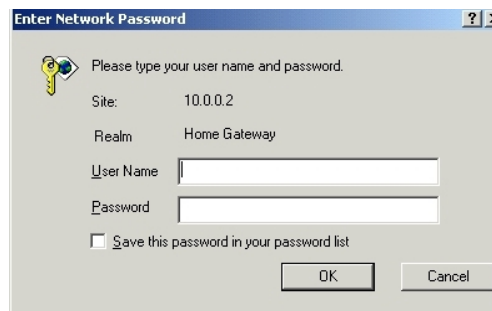 Enter Network Password
Please type your user name and password.
Site: 10.0.0.2
Realm Home Gateway
User Name
Password
Save this password in your password list
OK Cancel